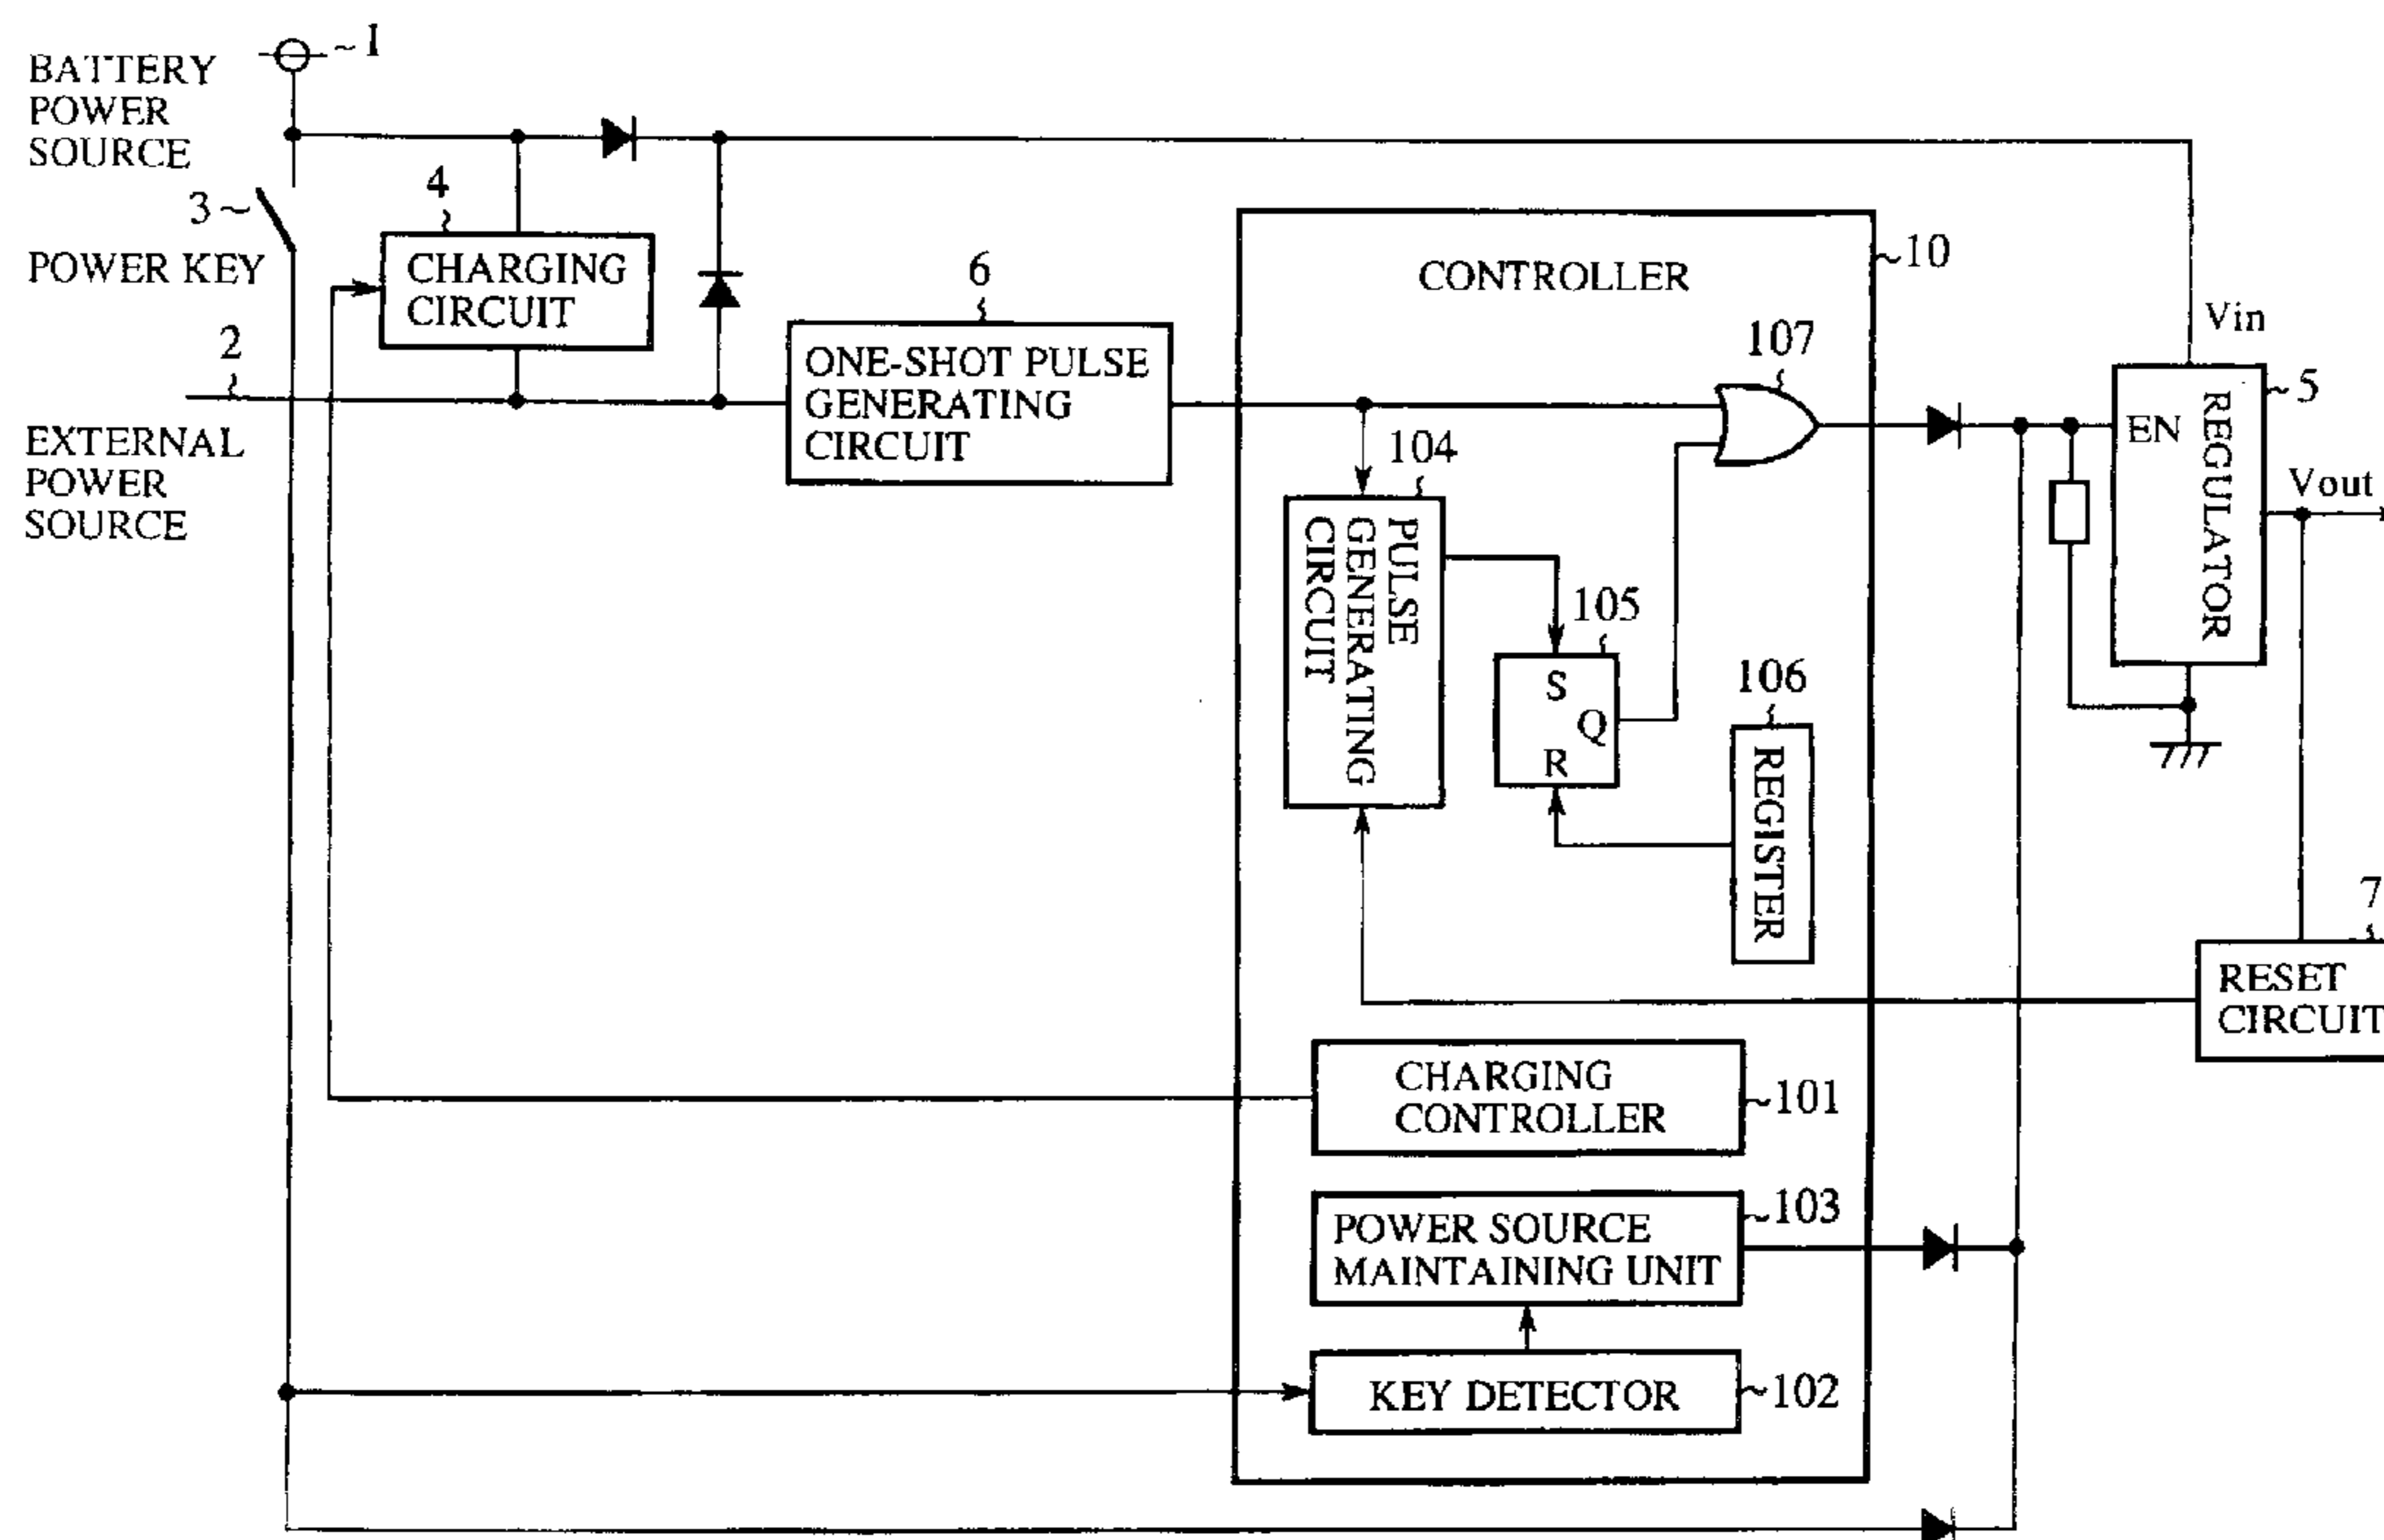 1
BATTERY
POWER
SOURCE
3
POWER KEY
4
CHARGING
CIRCUIT
2
EXTERNAL
POWER
SOURCE
6
ONE-SHOT PULSE
GENERATING
CIRCUIT
CONTROLLER
10
107
104
PULSE
GENERATING
CIRCUIT
105
S
Q
R
106
REGISTER
Vin
5
EN
REGULATOR
Vout
7
RESET
CIRCUIT
CHARGING
CONTROLLER
101
POWER SOURCE
MAINTAINING UNIT
103
KEY DETECTOR
102